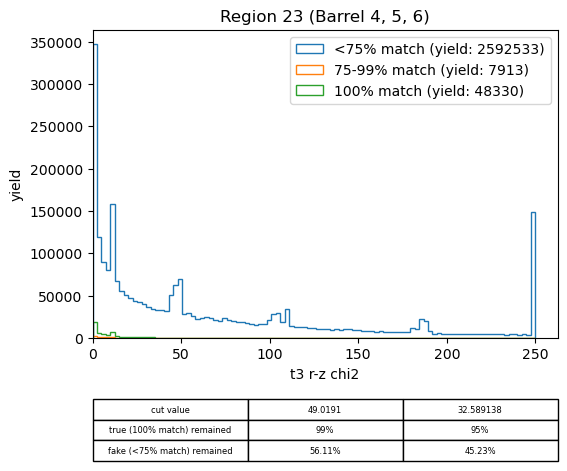 Region 23 (Barrel 4, 5, 6)
<75% match (yield: 2592533)
75-99% match (yield: 7913)
100% match (yield: 48330)
yield
350000
300000
250000
200000
150000
100000
50000
0
0 50 100 150 200 250
t3 r-z chi2
cut value 49.0191 32.589138
true (100% match) remained 99% 95%
fake (<75% match) remained 56.11% 45.23%